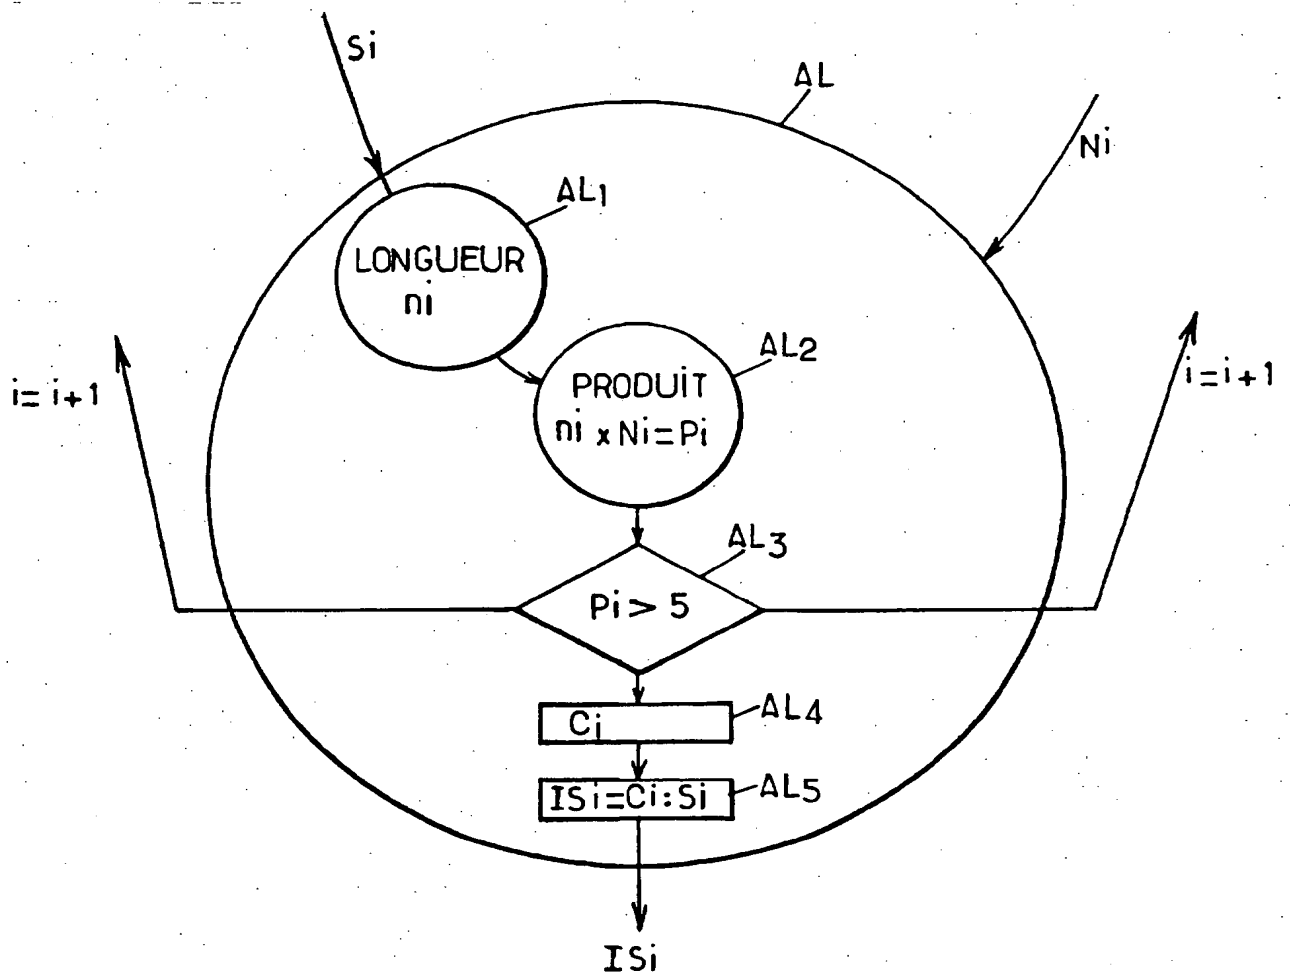 Si
AL
Ni
AL1
LONGUEUR
ni
AL2
PRODUiT
ni x Ni=Pi
i=i+1
i=i+1
AL3
Pi> 5
Ci
AL4
ISi=Ci:Si
AL5
ISi